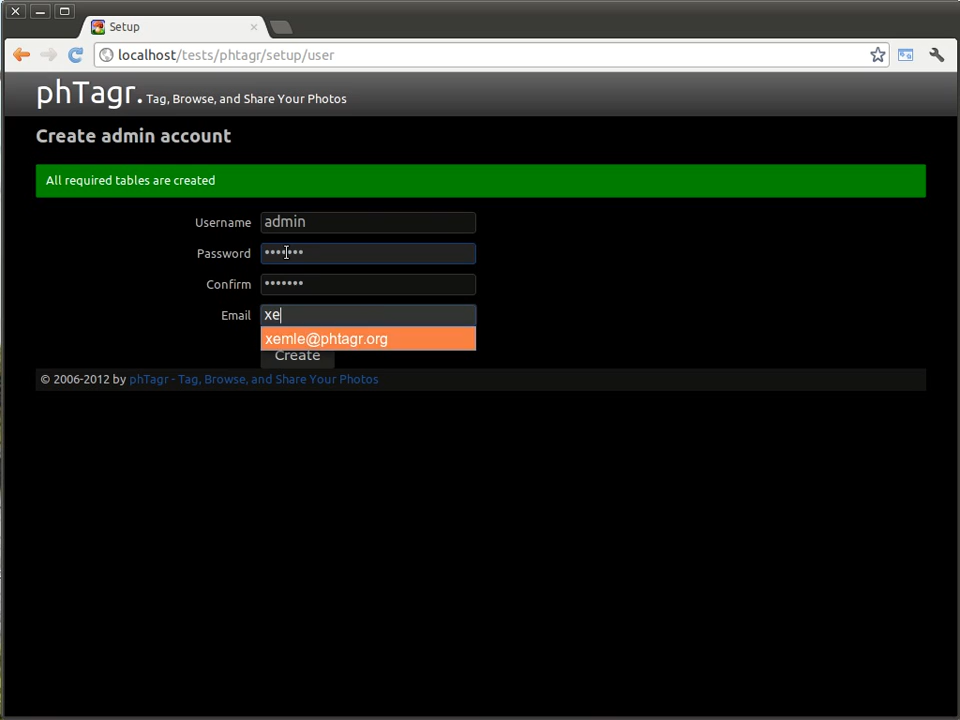 Setup
localhost/tests/phtagr/setup/user
phTagr. Tag, Browse, and Share Your Photos
Create admin account
All required tables are created
Username admin
Password •••••••
Confirm •••••••
Email xe
xemle@phtagr.org
Create
© 2006-2012 by phTagr - Tag, Browse, and Share Your Photos